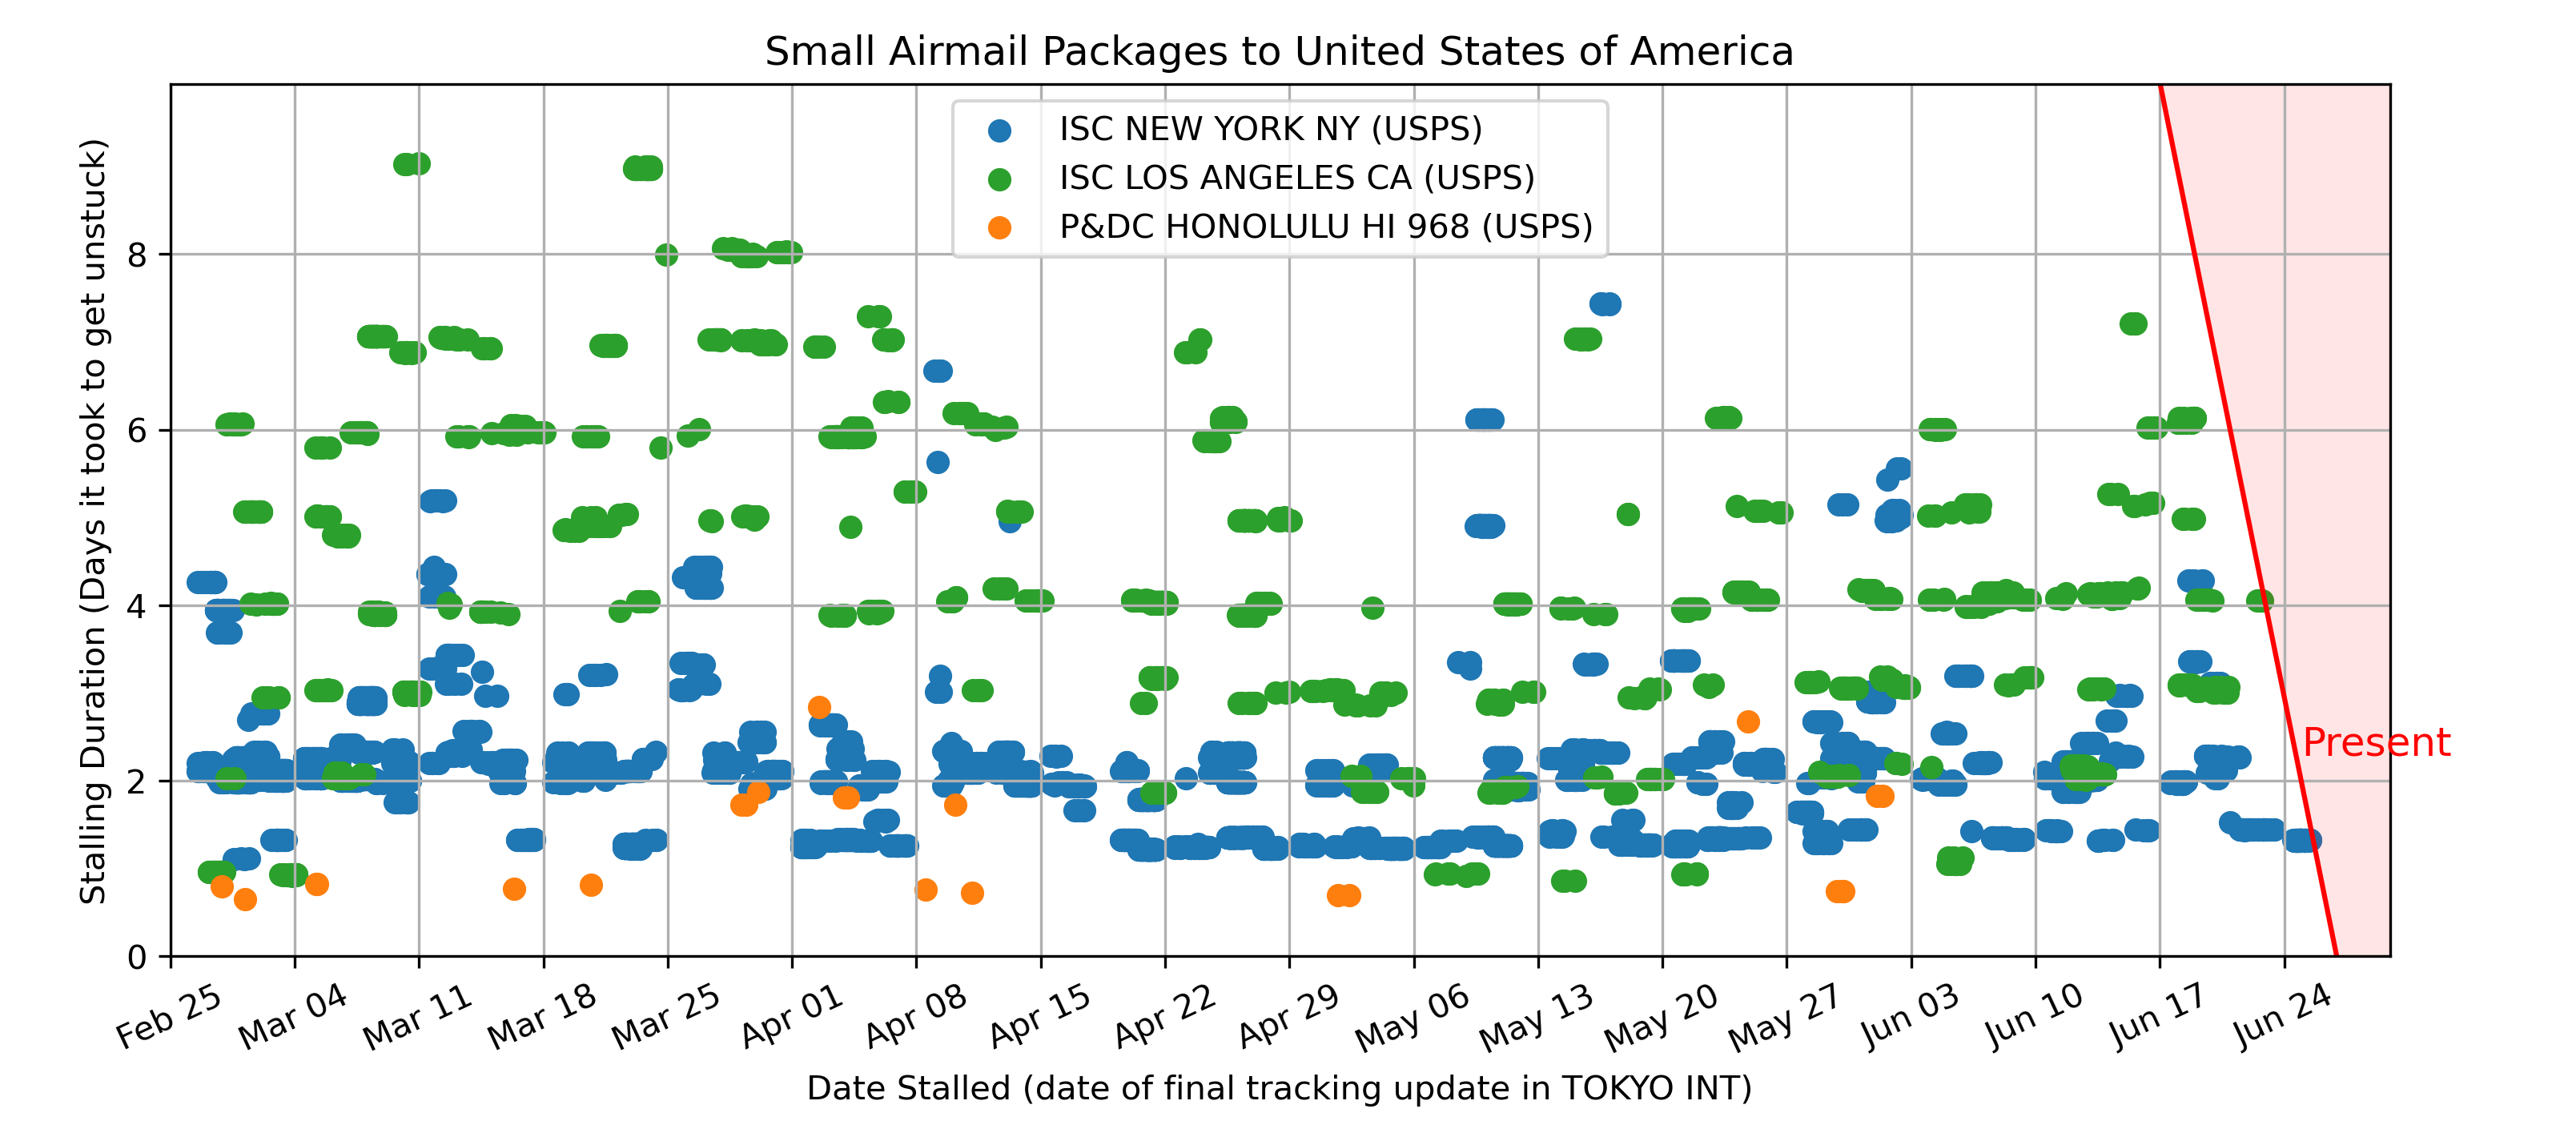 Small Airmail Packages to United States of America
ISC NEW YORK NY (USPS)
ISC LOS ANGELES CA (USPS)
P&DC HONOLULU HI 968 (USPS)
Stalling Duration (Days it took to get unstuck)
8
6
4
2
0
Present
Feb 25
Mar 04
Mar 11
Mar 18
Mar 25
Apr 01
Apr 08
Apr 15
Apr 22
Apr 29
May 06
May 13
May 20
May 27
Jun 03
Jun 10
Jun 17
Jun 24
Date Stalled (date of final tracking update in TOKYO INT)